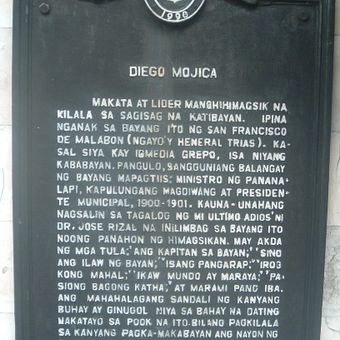 1990
DIEGO MOJICA
MAKATA AT LIDER MANGHIHIMAGSIK NA
KILALA SA SAGISAG NA KATIBAYAN. IPINA
NGANAK SA BAYANG ITO NG SAN FRANCISCO
DE MALABON (NGAYO'Y HENERAL TRIAS). KA-
SAL SIYA KAY IGMEDIA GREPO, ISA NIYANG
KABABAYAN. PANGULO, SANGGUNIANG BALANGAY
NG BAYANG MAPAGTIIS; MINISTRO NG PANANA-
LAPI, KAPULUNGANG MAGDIWANG AT PRESIDEN-
TE MUNICIPAL, 1900-1901. KAUNA-UNAHANG
NAGSALIN SA TAGALOG NG MI ULTIMO ADIOS' NI
DR. JOSE RIZAL NA INILIMBAG SA BAYANG ITO
NOONG PANAHON NG HIMAGSIKAN. MAY AKDA
NG MGA TULA; ANG KAPITAN SA BAYAN;" "SINO
ANG ILAW NG BAYAN; "ISANG PANGARAP;" IROG
KONG MAHAL;" "IKAW MUNDO AY MARAYA;" "PA-
SIONG BAGONG KATHA;" AT MARAMI PANG IBA.
ANG MAHAHALAGANG SANDALI NG KANYANG
BUHAY AY GINUGOL NIYA SA BAHAY NA DATING
NAKATAYO SA POOK NA ITO. BILANG PAGKILALA
SA KANYANG PAGKA-MAKABAYAN ANG NAYON NG